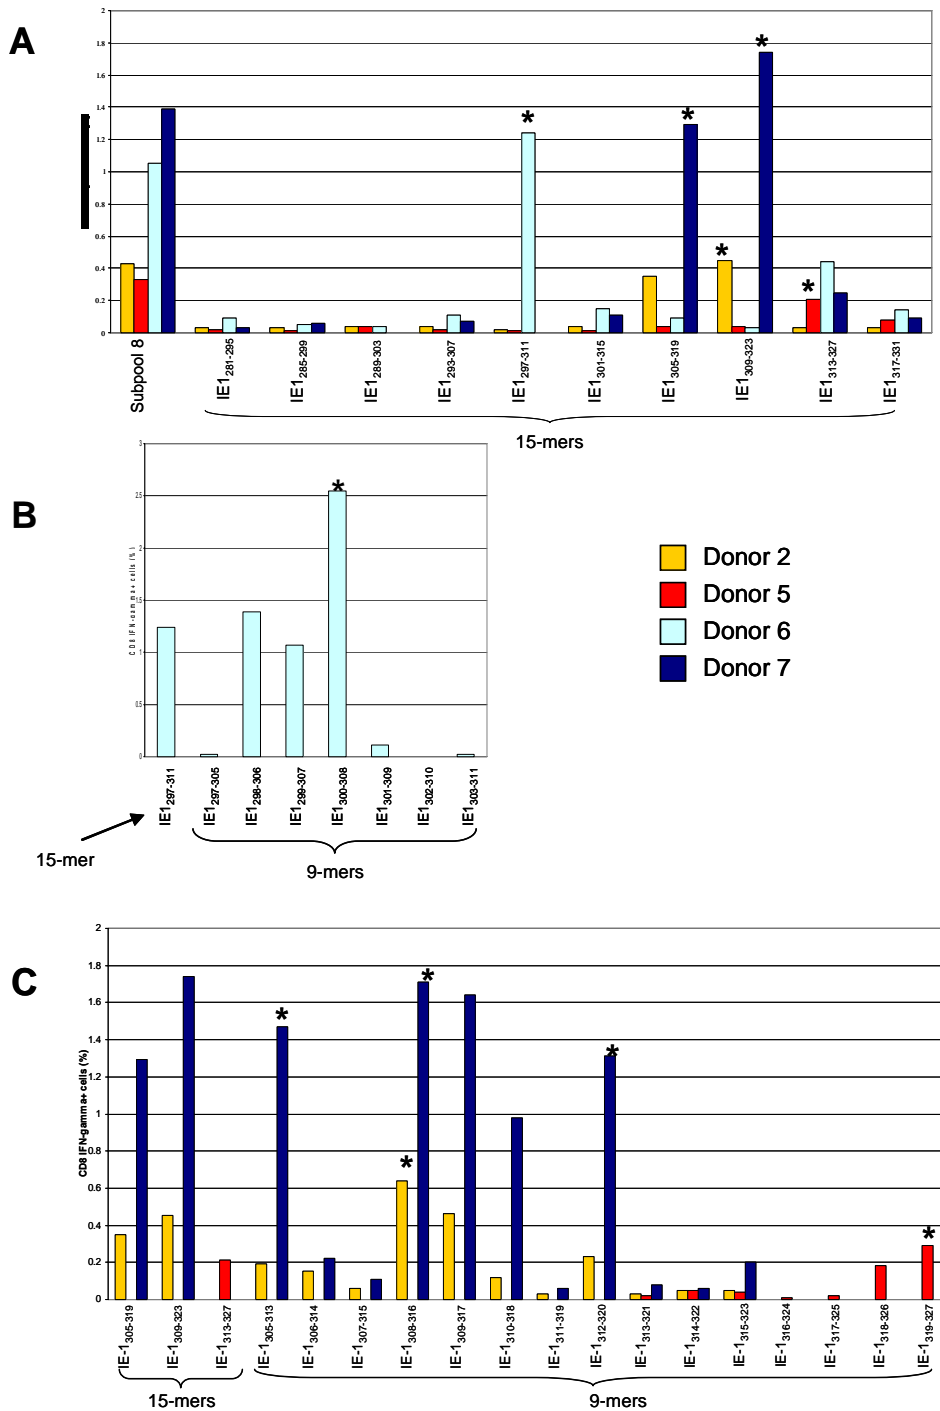 A
2
1.8
1.6
1.4
1.2
1
0.8
0.6
0.4
0.2
0
* * * * *
Subpool 8
IE1281-295
IE1285-299
IE1289-303
IE1293-307
IE1297-311
IE1301-315
IE1305-319
IE1309-323
IE1313-327
IE1317-331
15-mers
B
CD8 IFN-gamma+ cells (%)
3
2.5
2
1.5
1
0.5
0
*
IE1297-311
IE1297-305
IE1298-306
IE1299-307
IE1300-308
IE1301-309
IE1302-310
IE1303-311
15-mer
9-mers
Donor 2
Donor 5
Donor 6
Donor 7
C
CD8 IFN-gamma+ cells (%)
2
1.8
1.6
1.4
1.2
1
0.8
0.6
0.4
0.2
0
* * * * *
IE-1305-319
IE-1309-323
IE-1313-327
IE-1305-313
IE-1306-314
IE-1307-315
IE-1308-316
IE-1309-317
IE-1310-318
IE-1311-319
IE-1312-320
IE-1313-321
IE-1314-322
IE-1315-323
IE-1316-324
IE-1317-325
IE-1318-326
IE-1319-327
15-mers
9-mers